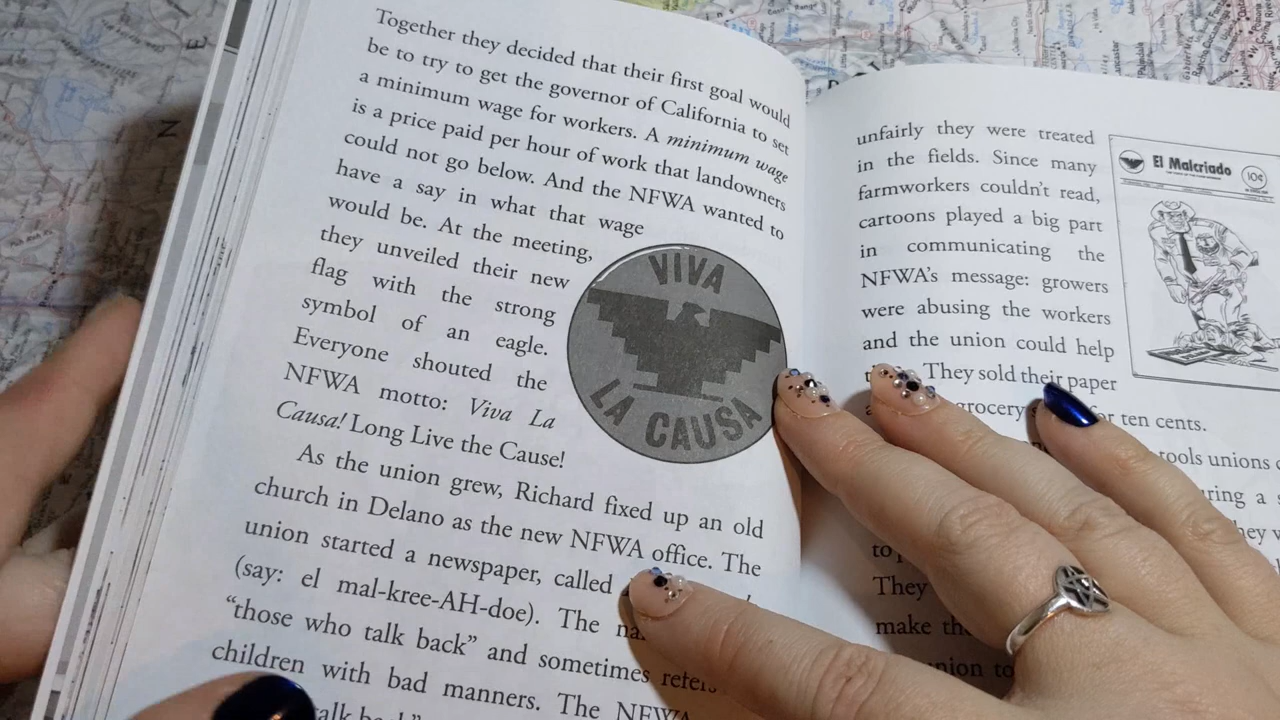 Together they decided that their first goal would
be to try to get the governor of California to set
a minimum wage for workers. A minimum wage
is a price paid per hour of work that landowners
could not go below. And the NFWA wanted to
have a say in what that wage
would be. At the meeting,
they unveiled their new
flag with the strong
symbol of an eagle.
Everyone shouted the
NFWA motto: Viva La
Causa! Long Live the Cause!
VIVA
LA CAUSA
As the union grew, Richard fixed up an old
church in Delano as the new NFWA office. The
union started a newspaper, called
(say: el mal-kree-AH-doe). The
“those who talk back” and sometimes
children with bad manners. The NFWA
unfairly they were treated
in the fields. Since many
farmworkers couldn't read,
cartoons played a big part
in communicating the
NFWA's message: growers
were abusing the workers
and the union could help
They sold their paper
grocery for ten cents.
tools unions
They
make
to
El Malcriado
10¢